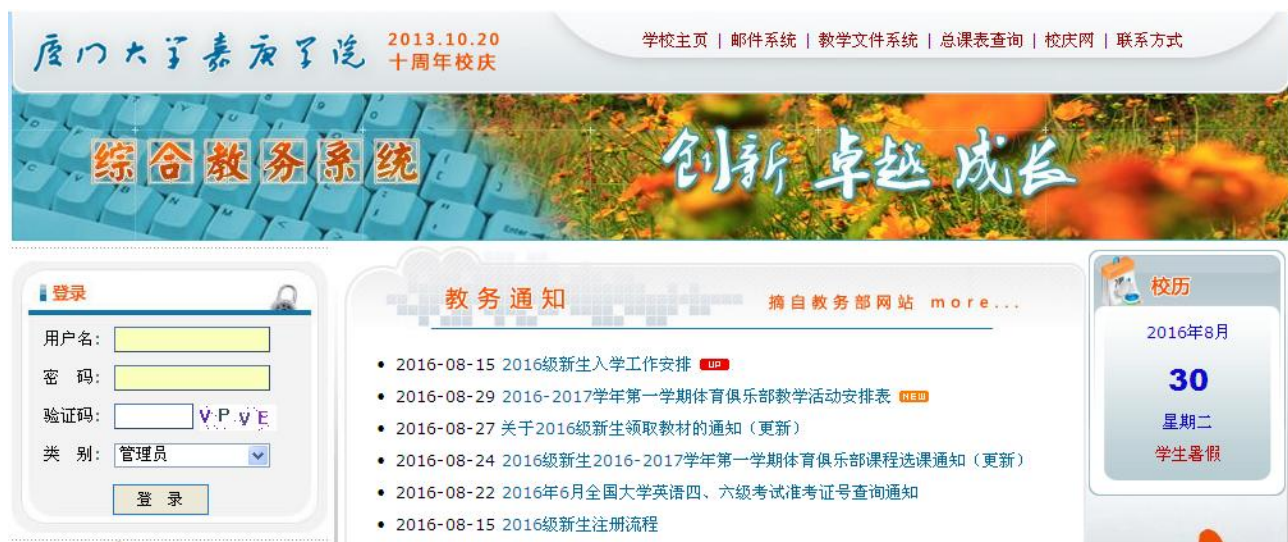 厦门大学嘉庚学院
2013.10.20
十周年校庆
学校主页 | 邮件系统 | 教学文件系统 | 总课表查询 | 校庆网 | 联系方式
综合教务系统
创新 卓越 成长
登录
用户名:
密 码:
验证码: V P y E
类 别: 管理员
登 录
教务通知
摘自教务部网站 more...
2016-08-15 2016级新生入学工作安排 UP
2016-08-29 2016-2017学年第一学期体育俱乐部教学活动安排表 NEW
2016-08-27 关于2016级新生领取教材的通知（更新）
2016-08-24 2016级新生2016-2017学年第一学期体育俱乐部课程选课通知（更新）
2016-08-22 2016年6月全国大学英语四、六级考试准考证号查询通知
2016-08-15 2016级新生注册流程
校历
2016年8月
30
星期二
学生暑假